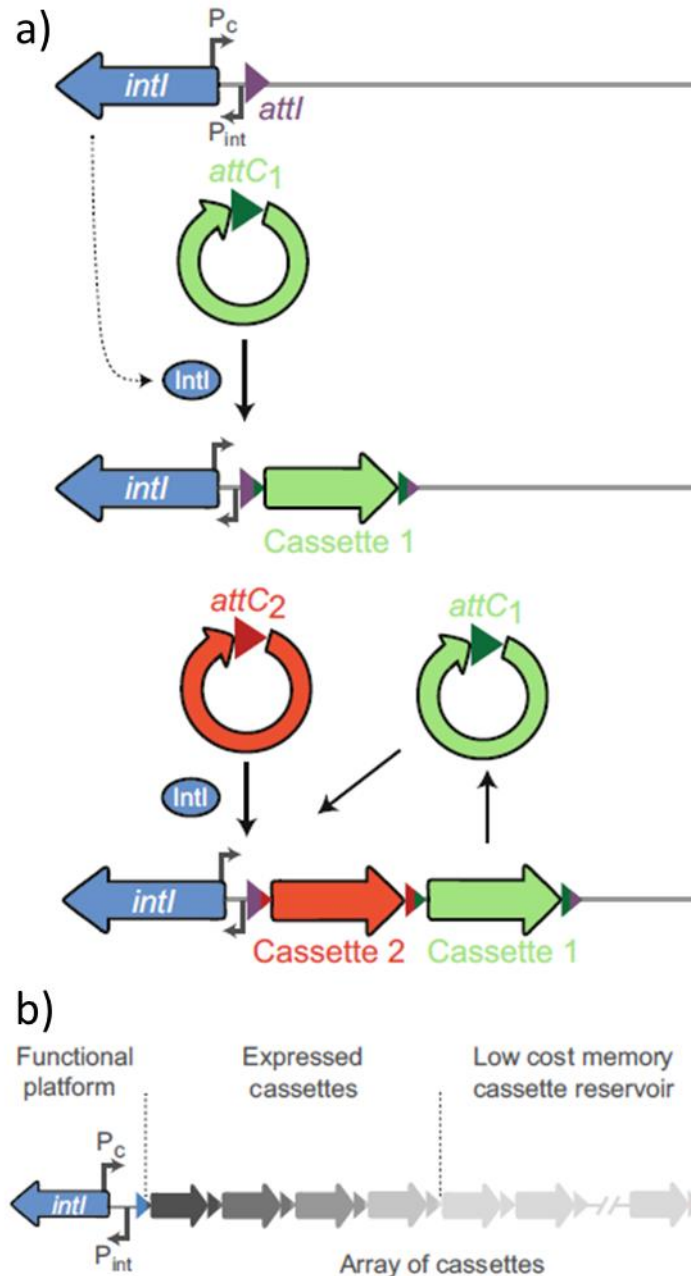 a)
Pc
intI
attI
Pint
attC1
IntI
intI
Cassette 1
attC2
attC1
IntI
intI
Cassette 2
Cassette 1
b)
Functional
platform
Expressed
cassettes
Low cost memory
cassette reservoir
Pc
intI
Pint
Array of cassettes